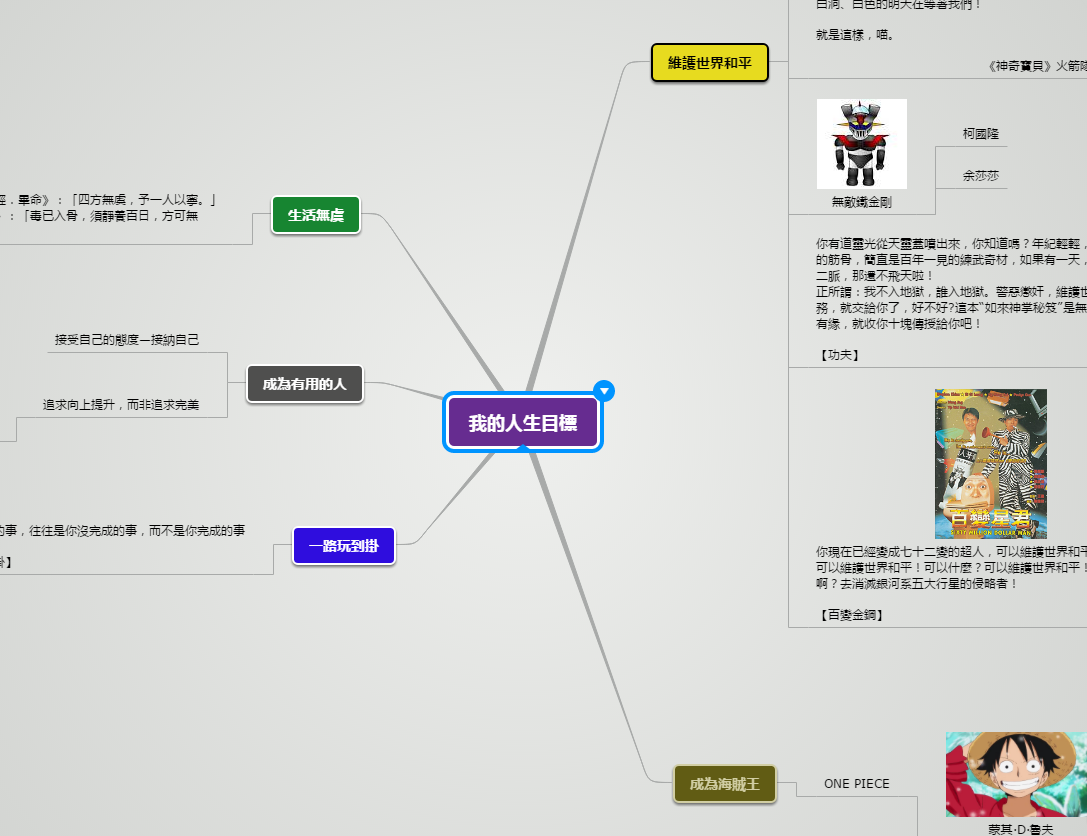 白洞、白色的明天在等著我們！
就是這樣，喵。
《神奇寶貝》火箭隊
維護世界和平
柯國隆
余莎莎
無敵鐵金剛
經．畢命》：「四方無虞，予一人以寧。」
：「毒已入骨，須靜養百日，方可無
生活無虞
你有道靈光從天靈蓋噴出來，你知道嗎？年紀輕輕，
的筋骨，簡直是百年一見的練武奇材，如果有一天，
二脈，那還不飛天啦！
正所謂：我不入地獄，誰入地獄。警惡懲奸，維護世
務，就交給你了，好不好?這本“如來神掌秘笈”是無
有緣，就收你十塊傳授給你吧！
【功夫】
接受自己的態度—接納自己
成為有用的人
追求向上提升，而非追求完美
我的人生目標
百變星君
SIXTY MILLION DOLLAR MAN
的事，往往是你沒完成的事，而不是你完成的事
掛】
一路玩到掛
你現在已經變成七十二變的超人，可以維護世界和平
可以維護世界和平！可以什麼？可以維護世界和平！
啊？去消滅銀河系五大行星的侵略者！
【百變金鋼】
成為海賊王
ONE PIECE
蒙其·D·魯夫